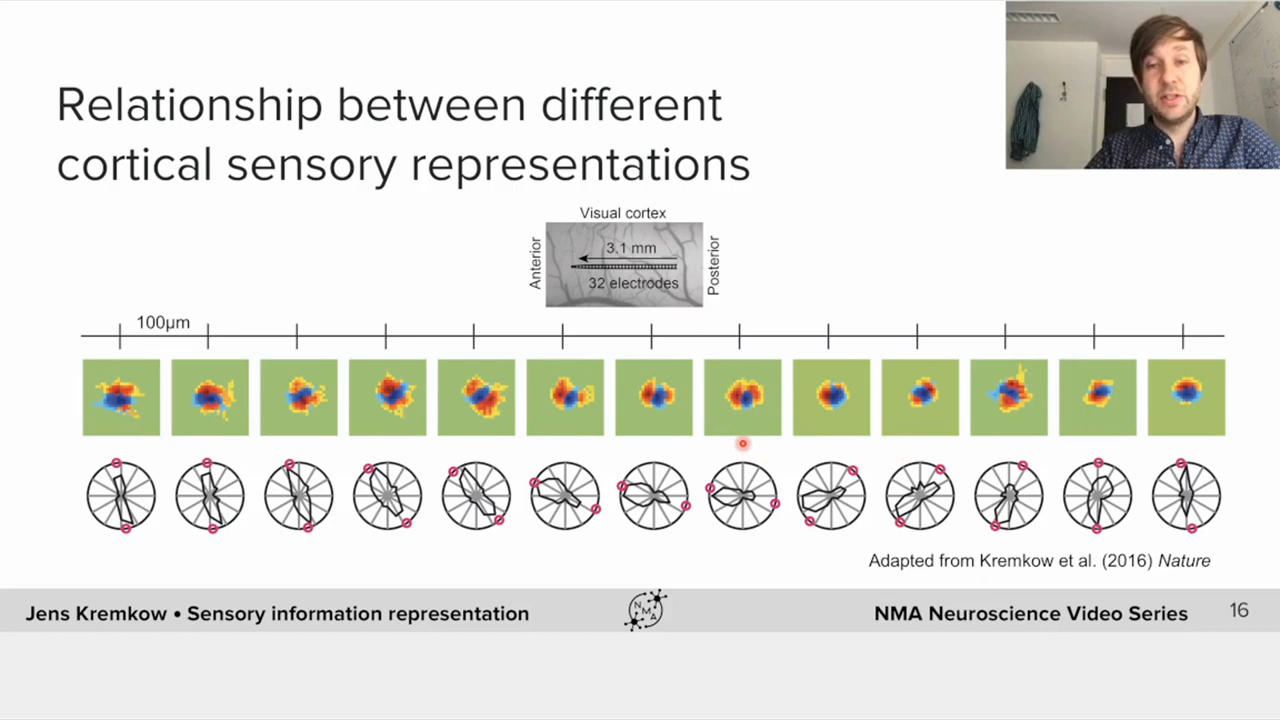 Relationship between different
cortical sensory representations
Visual cortex
Anterior
3.1 mm
32 electrodes
Posterior
100μm
Adapted from Kremkow et al. (2016) Nature
Jens Kremkow • Sensory information representation
N
M
A
NMA Neuroscience Video Series
16